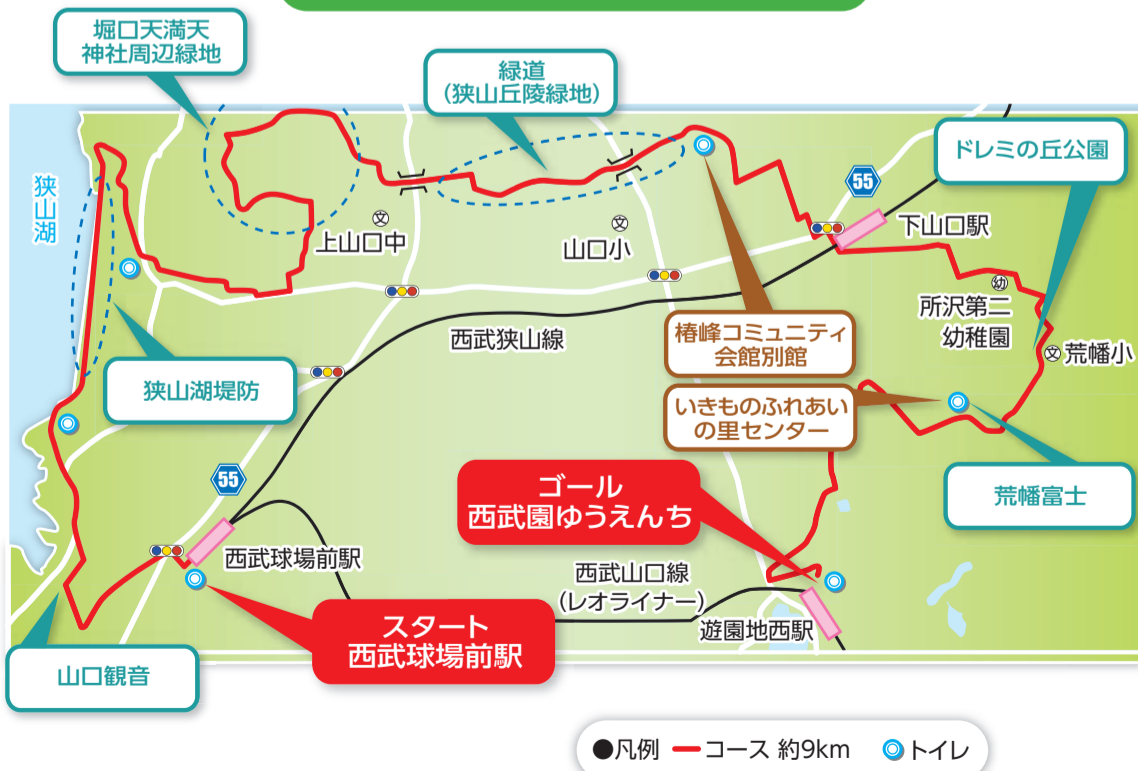 堀口天満天
神社周辺緑地
緑道
(狭山丘陵緑地)
ドレミの丘公園
狭山湖
55
文
上山口中
文
山口小
下山口駅
幼
所沢第二
幼稚園
文
荒幡小
西武狭山線
椿峰コミュニティ
会館別館
狭山湖堤防
いきものふれあい
の里センター
荒幡富士
55
ゴール
西武園ゆうえんち
西武球場前駅
西武山口線
(レオライナー)
スタート
西武球場前駅
遊園地西駅
山口観音
●凡例 ーコース 約9km トイレ